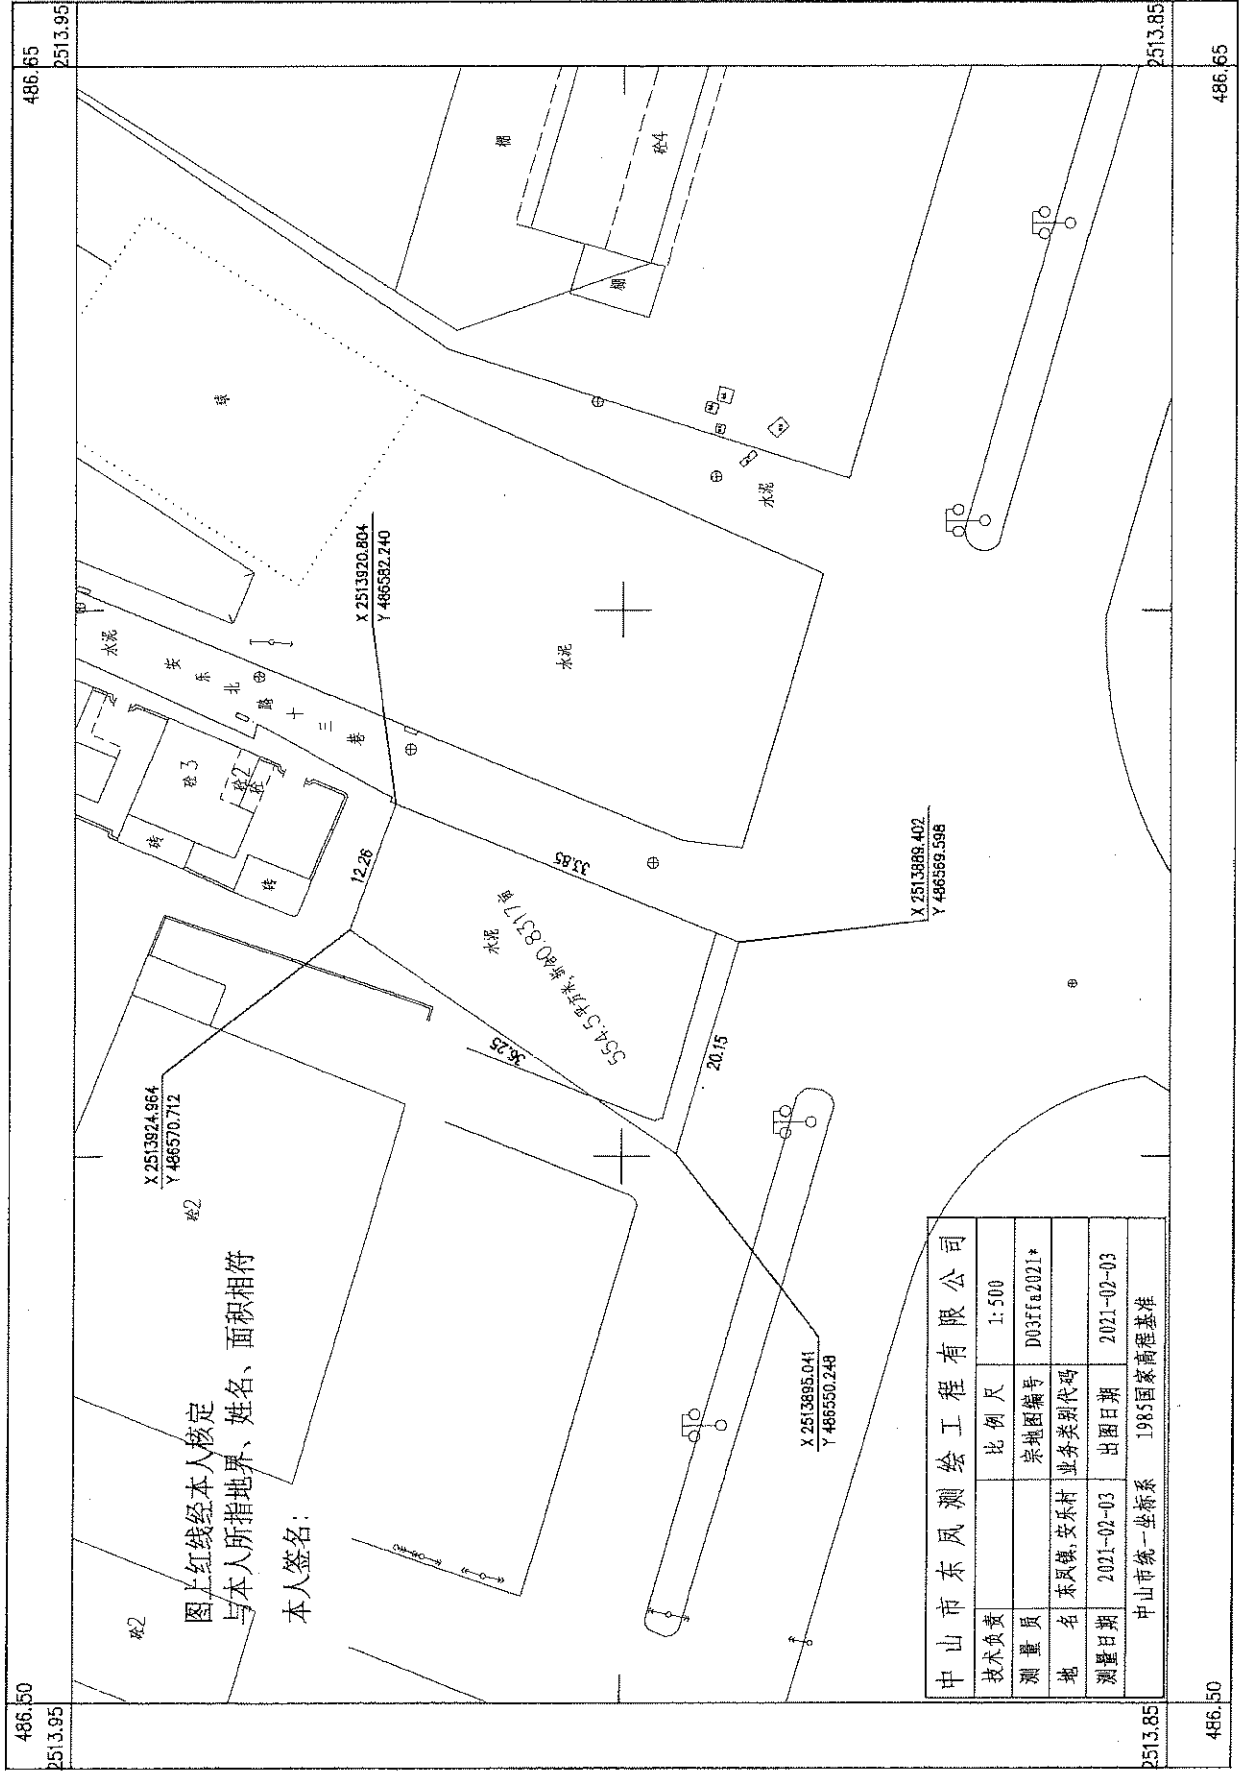 486.50
2513.95
486.65
2513.95
图上红线经本人核定
与本人所指地界、姓名、面积相符
本人签名：
砼2
砼2
X 2513924.964
Y 486570.712
X 2513920.804
Y 486582.240
X 2513889.402
Y 486569.598
X 2513895.041
Y 486550.248
12.26
33.85
20.15
36.25
水泥
554.5平方米,折合0.8317亩
砖
砖
砼3
砼2
砼
水泥
安乐北路十三巷
球
水泥
水泥
棚
棚
砼4
中山市东凤测绘工程有限公司
技术负责 比例尺 1:500
测量员 宗地图编号 D03ffa2021*
地名 东凤镇,安乐村 业务类别代码
测量日期 2021-02-03 出图日期 2021-02-03
中山市统一坐标系 1985国家高程基准
2513.85
486.50
2513.85
486.65